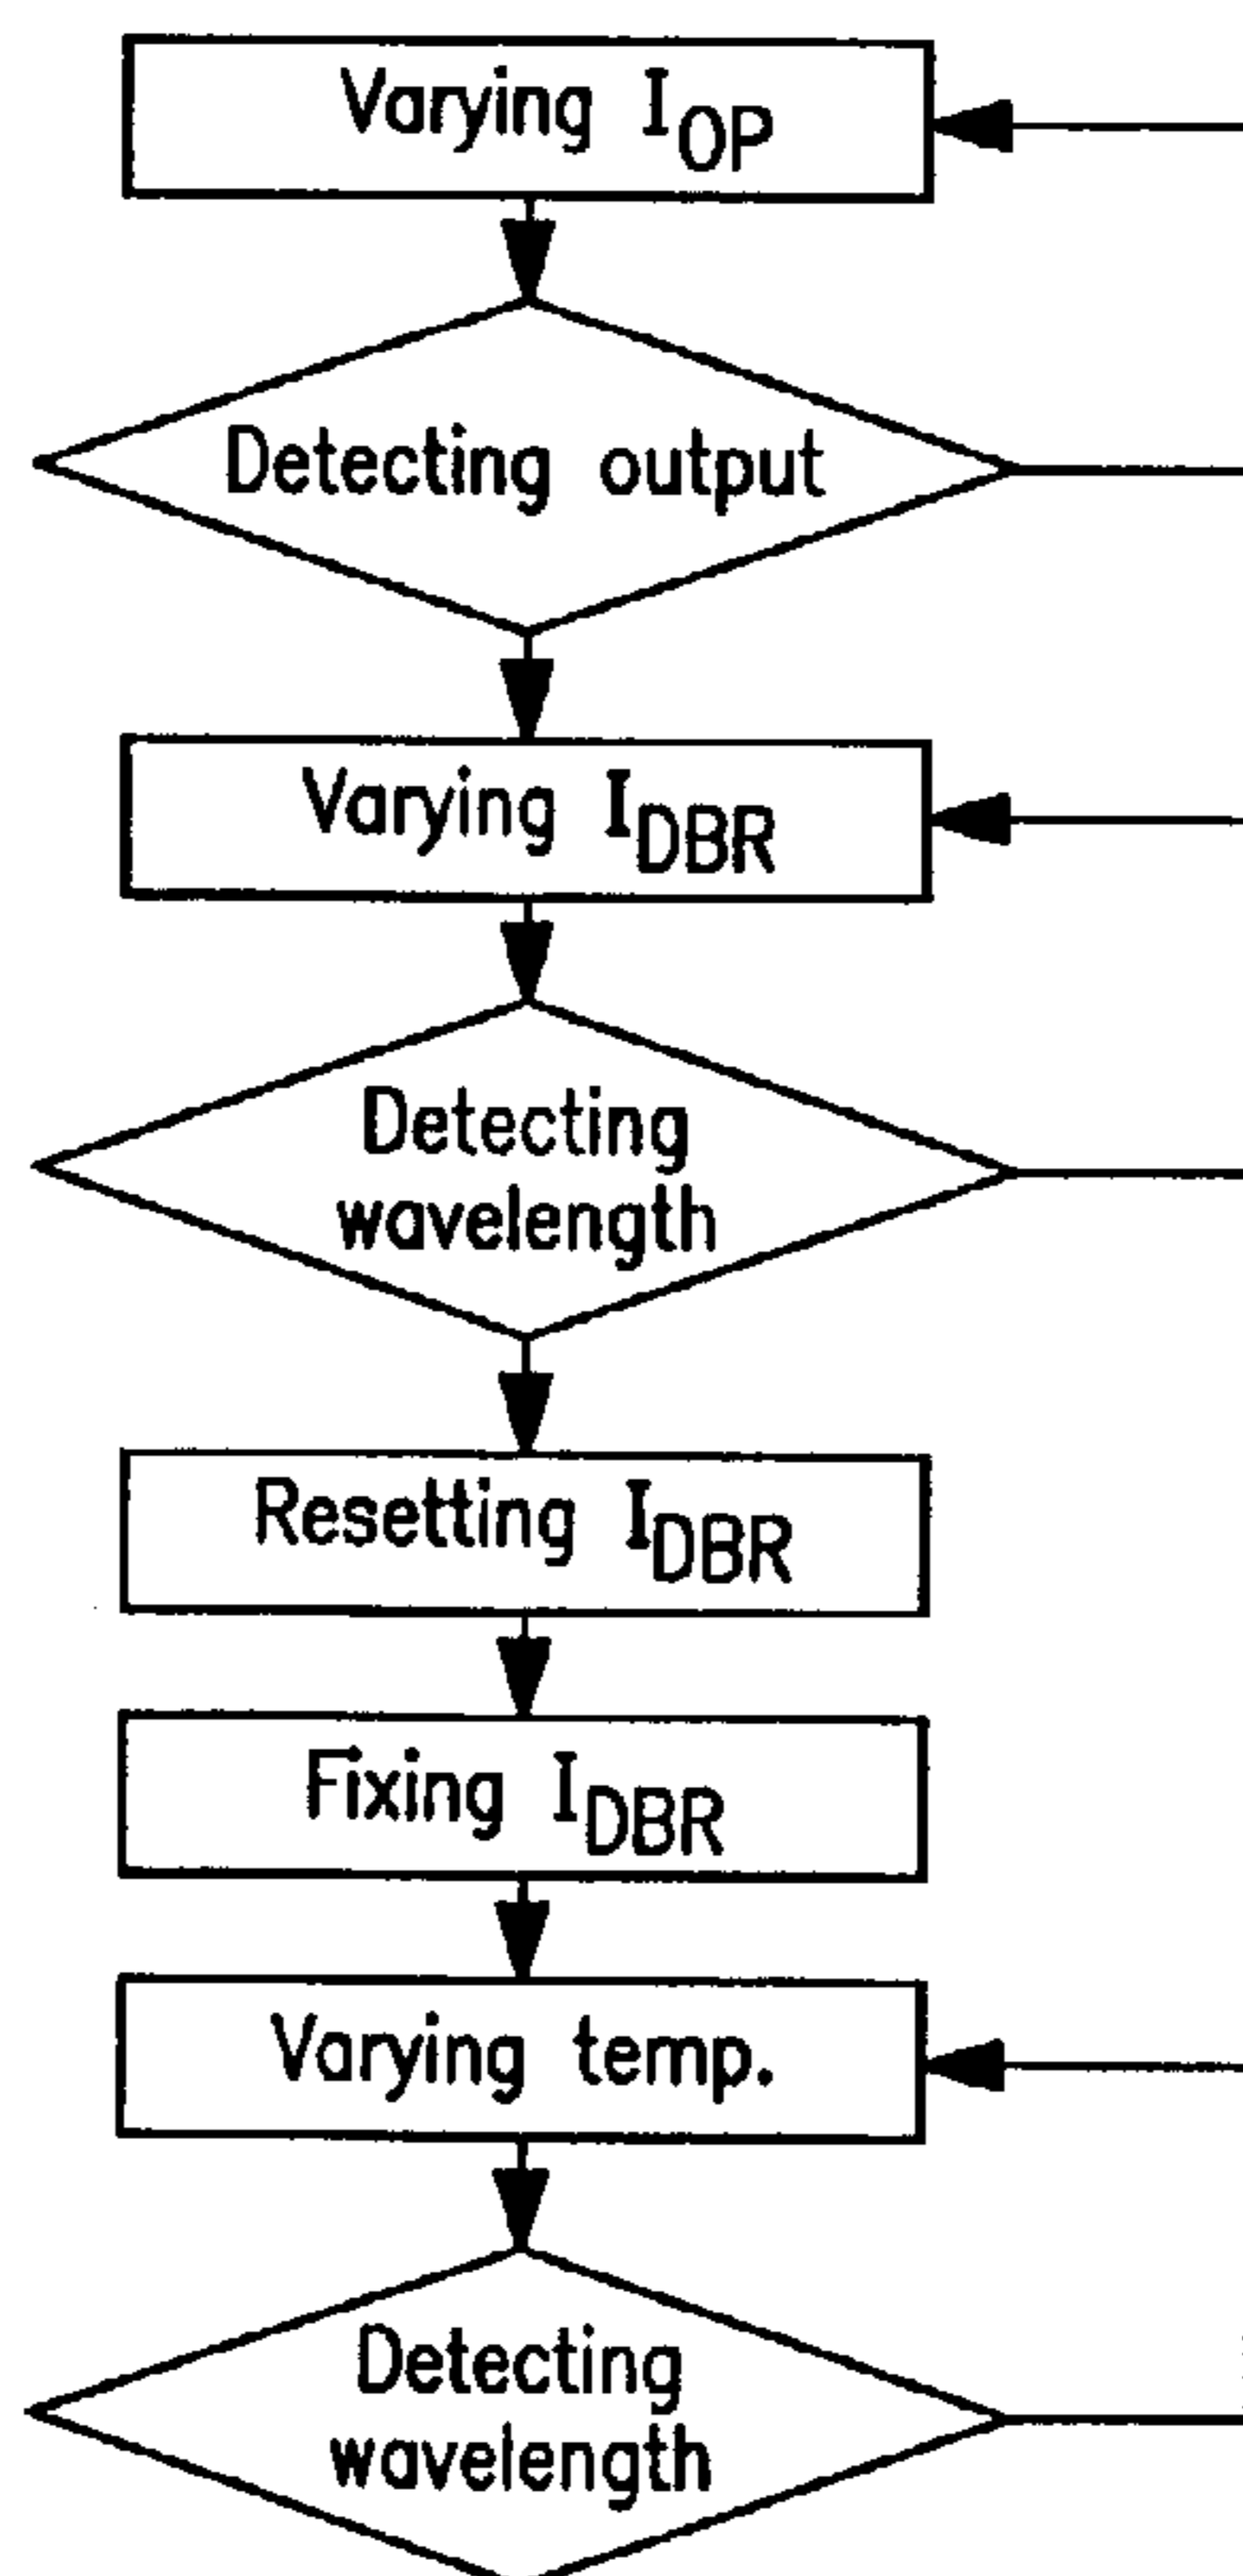 Varying I_OP
Detecting output
Varying I_DBR
Detecting
wavelength
Resetting I_DBR
Fixing I_DBR
Varying temp.
Detecting
wavelength